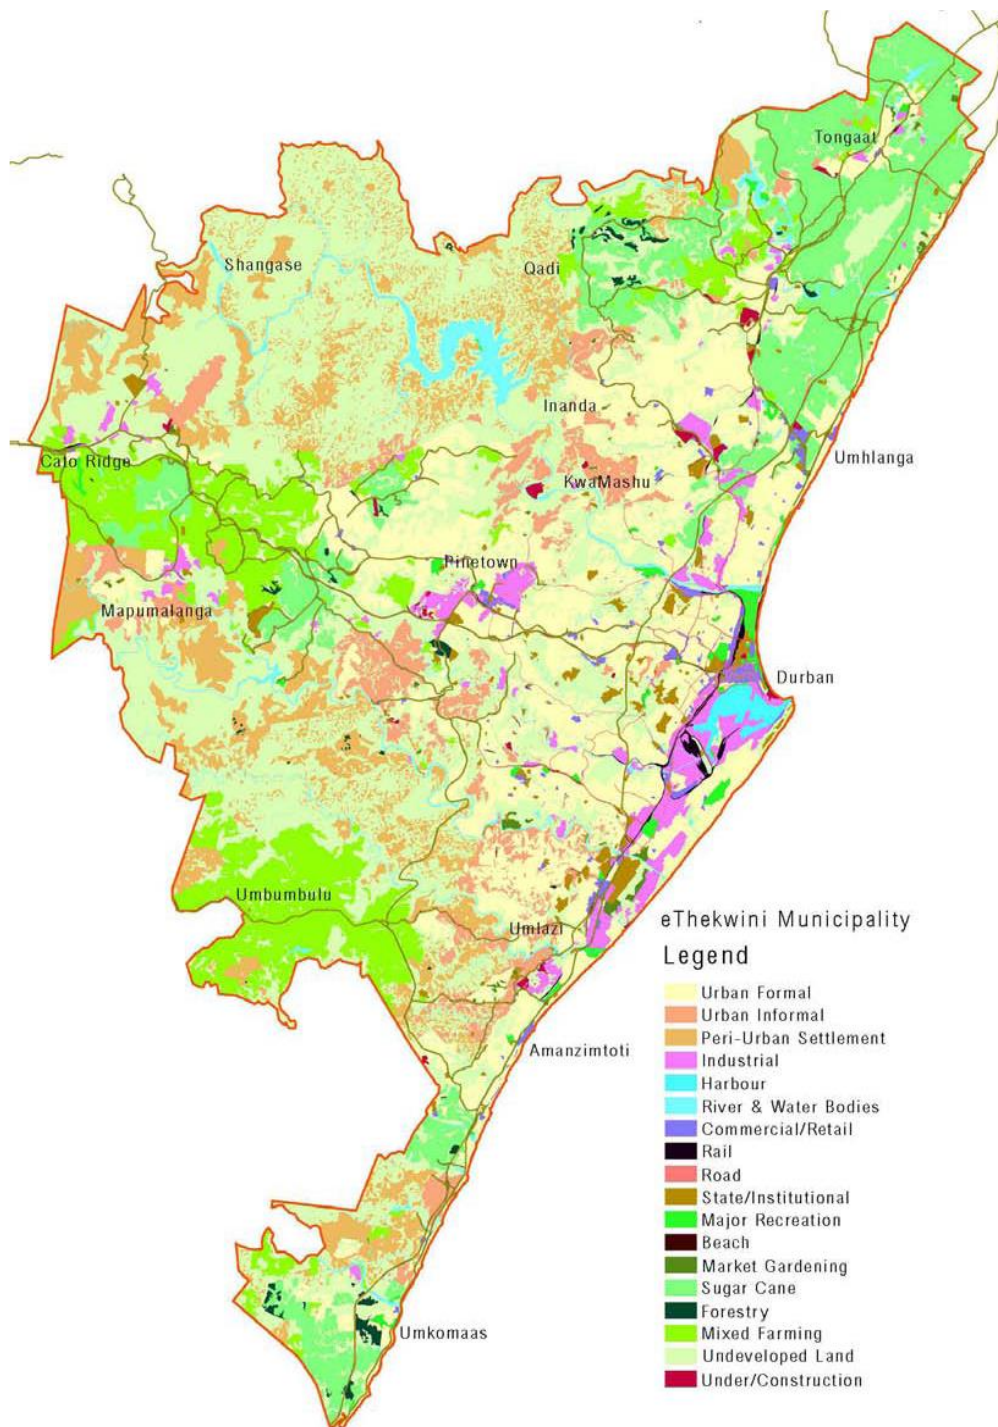 Tongaat
Shangase
Qadi
Inanda
Umhlanga
Cato Ridge
KwaMashu
Pinetown
Mapumalanga
Durban
Umbumbulu
Umlazi
Amanzimtoti
Umkomaas
eThekwini Municipality
Legend
Urban Formal
Urban Informal
Peri-Urban Settlement
Industrial
Harbour
River & Water Bodies
Commercial/Retail
Rail
Road
State/Institutional
Major Recreation
Beach
Market Gardening
Sugar Cane
Forestry
Mixed Farming
Undeveloped Land
Under/Construction